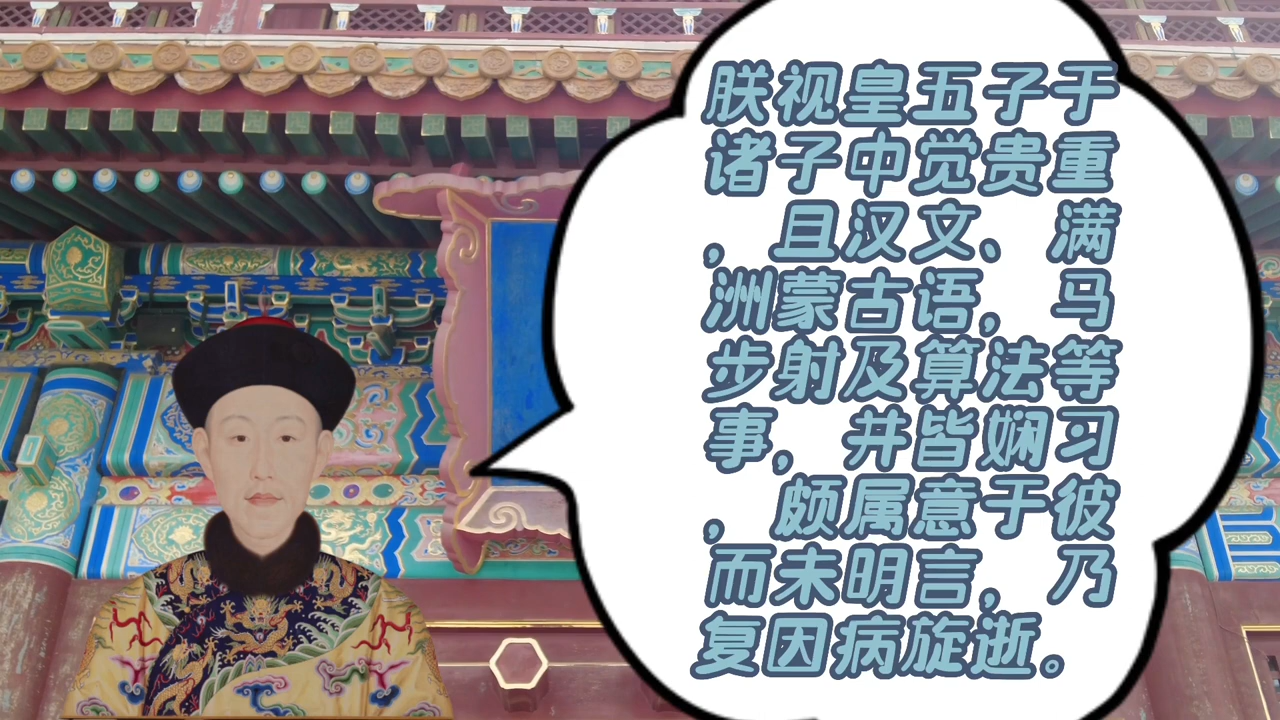 朕视皇五子于
诸子中觉贵重
，且汉文、满
洲蒙古语，马
步射及算法等
事，并皆娴习
，颇属意于彼
而未明言，乃
复因病旋逝。